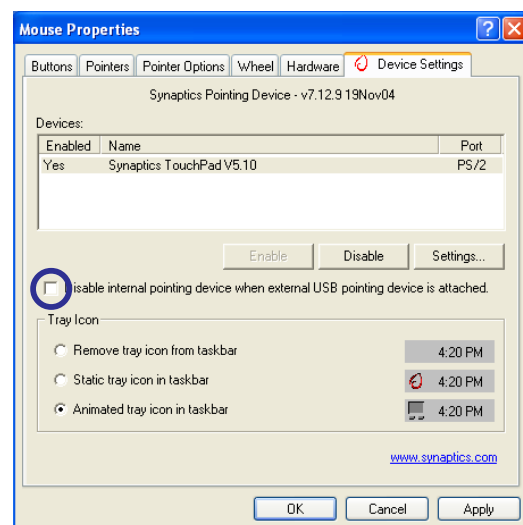 Mouse Properties
Buttons Pointers Pointer Options Wheel Hardware Device Settings
Synaptics Pointing Device - v7.12.9 19Nov04
Devices:
Enabled Name Port
Yes Synaptics TouchPad V5.10 PS/2
Enable Disable Settings...
Disable internal pointing device when external USB pointing device is attached.
Tray Icon
Remove tray icon from taskbar 4:20 PM
Static tray icon in taskbar 4:20 PM
Animated tray icon in taskbar 4:20 PM
www.synaptics.com
OK Cancel Apply